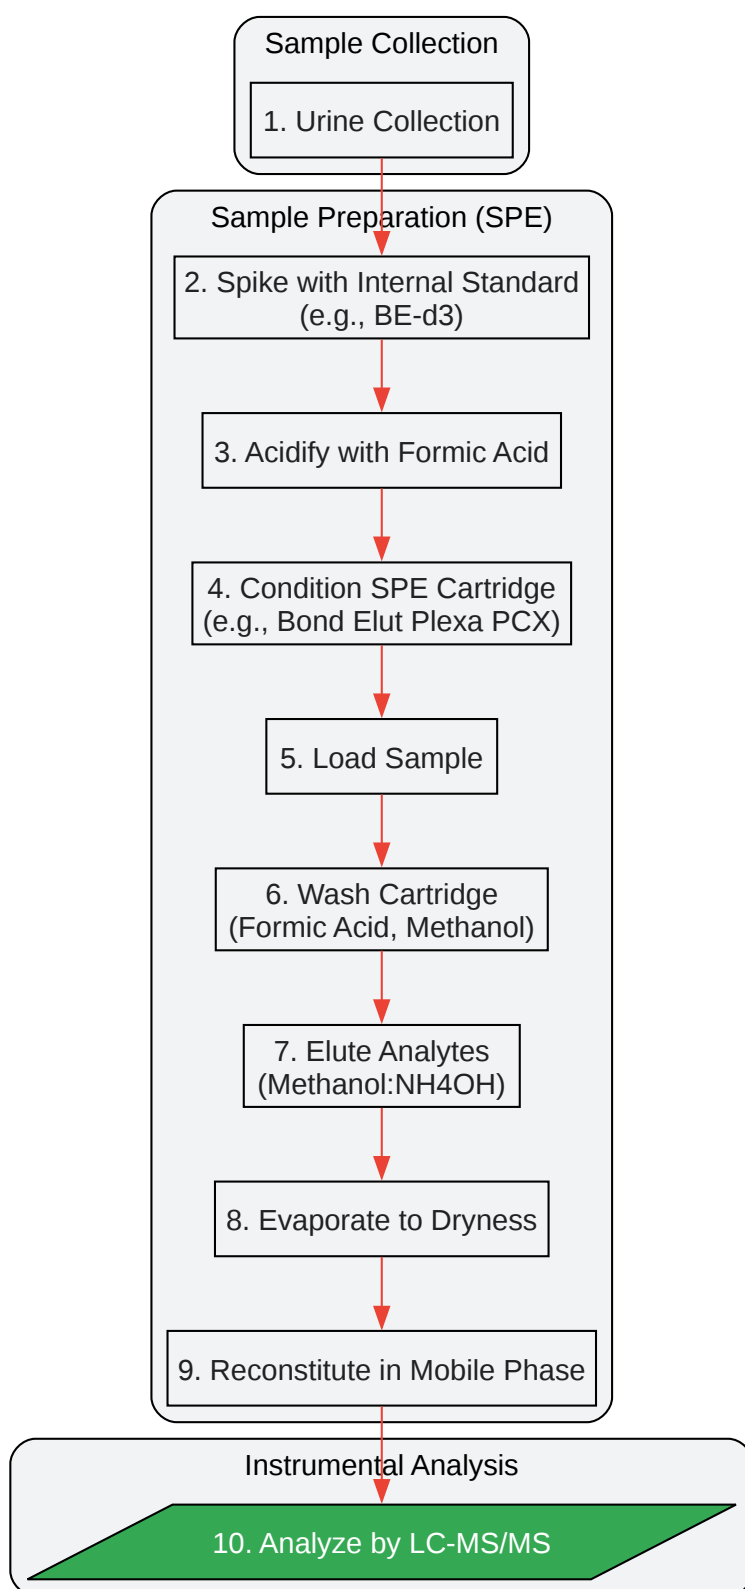 Sample Collection
1. Urine Collection
Sample Preparation (SPE)
2. Spike with Internal Standard
(e.g., BE-d3)
3. Acidify with Formic Acid
4. Condition SPE Cartridge
(e.g., Bond Elut Plexa PCX)
5. Load Sample
6. Wash Cartridge
(Formic Acid, Methanol)
7. Elute Analytes
(Methanol:NH4OH)
8. Evaporate to Dryness
9. Reconstitute in Mobile Phase
Instrumental Analysis
10. Analyze by LC-MS/MS